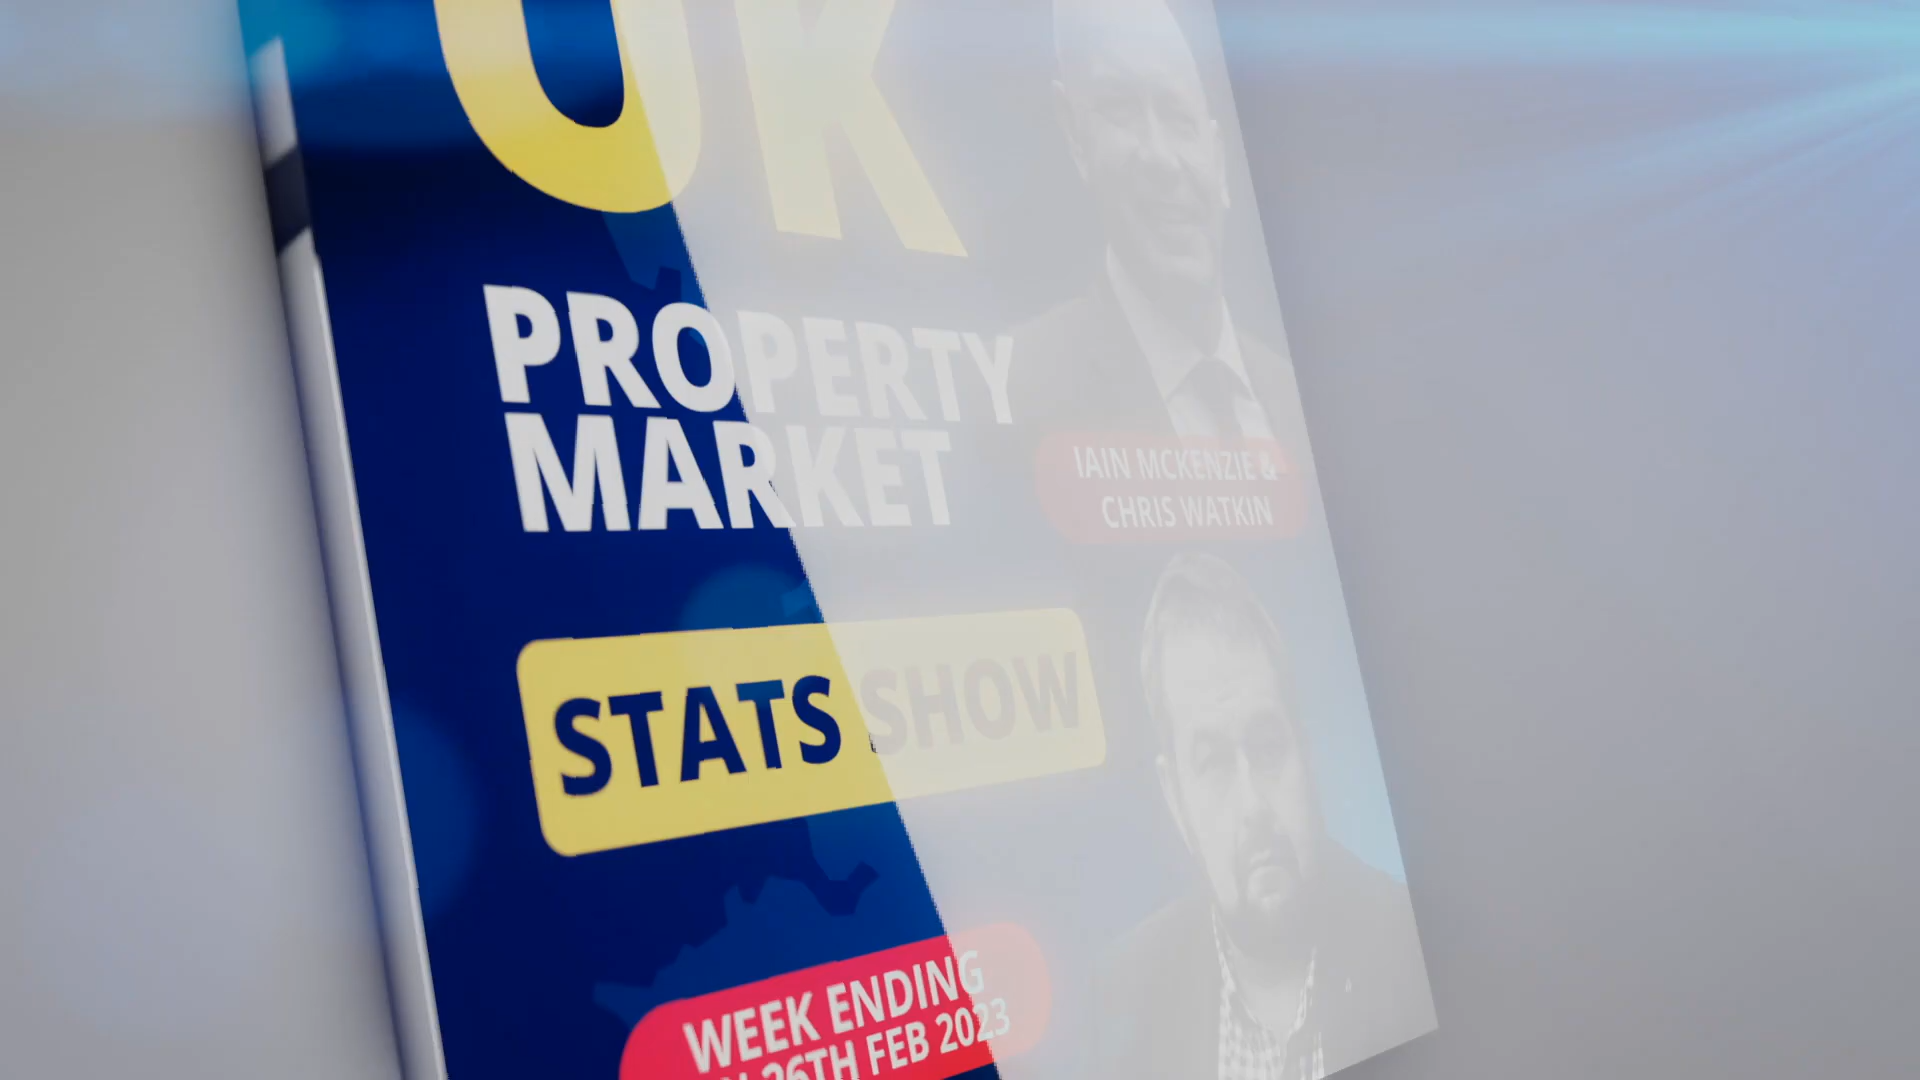 UK
PROPERTY
MARKET
IAIN MCKENZIE &
CHRIS WATKIN
STATS SHOW
WEEK ENDING
26TH FEB 2023